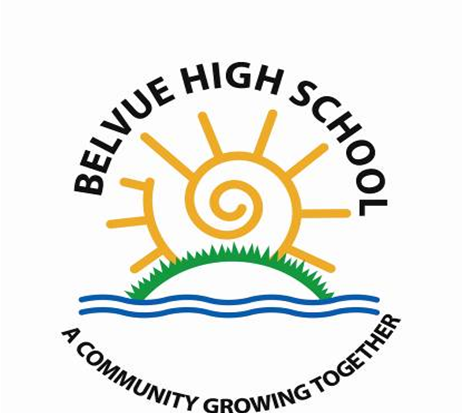 BELVUE HIGH SCHOOL
A COMMUNITY GROWING TOGETHER